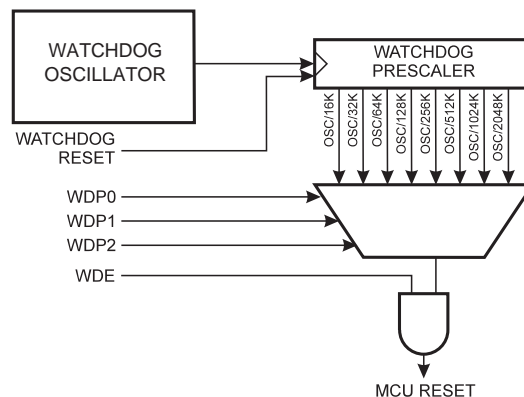 WATCHDOG
OSCILLATOR
WATCHDOG
PRESCALER
WATCHDOG
RESET
OSC/16K
OSC/32K
OSC/64K
OSC/128K
OSC/256K
OSC/512K
OSC/1024K
OSC/2048K
WDP0
WDP1
WDP2
WDE
MCU RESET